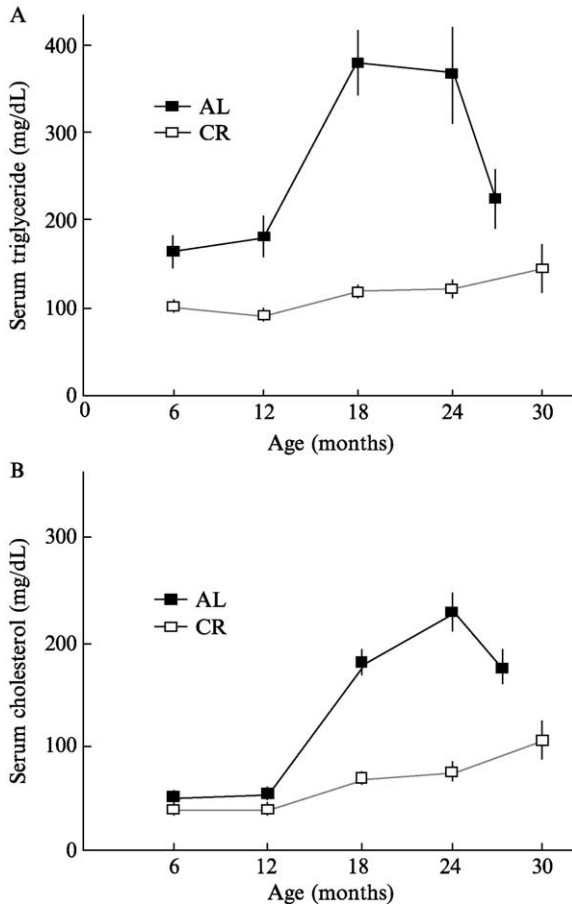 A
Serum triglyceride (mg/dL)
400
300
200
100
0
AL
CR
0 6 12 18 24 30
Age (months)
B
Serum cholesterol (mg/dL)
300
200
100
0
AL
CR
6 12 18 24 30
Age (months)